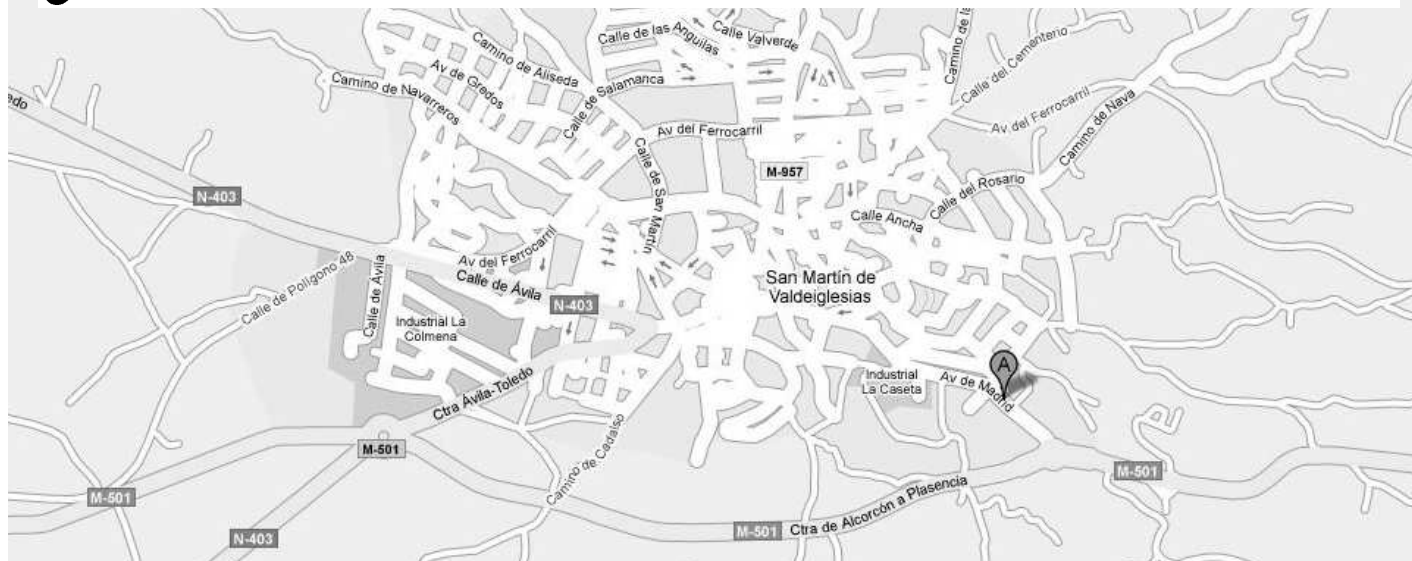 Calle de las Anguilas
Calle Valverde
Camino de la
Camino de Aliseda
Calle del Cementerio
Av de Gredos
Calle de Salamanca
Camino de Navarreros
edo
Av del Ferrocarril
Av del Ferrocarril
Camino de Nava
M-957
Calle de San Martín
Calle del Rosario
N-403
Calle Ancha
Av del Ferrocarril
Calle de Ávila
Calle de Polígono 48
Calle de Ávila
San Martín de
Valdeiglesias
N-403
Industrial La
Colmena
A
Industrial
La Caseta
Av de Madrid
Ctra Ávila-Toledo
M-501
Camino de Cadalso
M-501
M-501
Ctra de Alcorcón a Plasencia
M-501
N-403